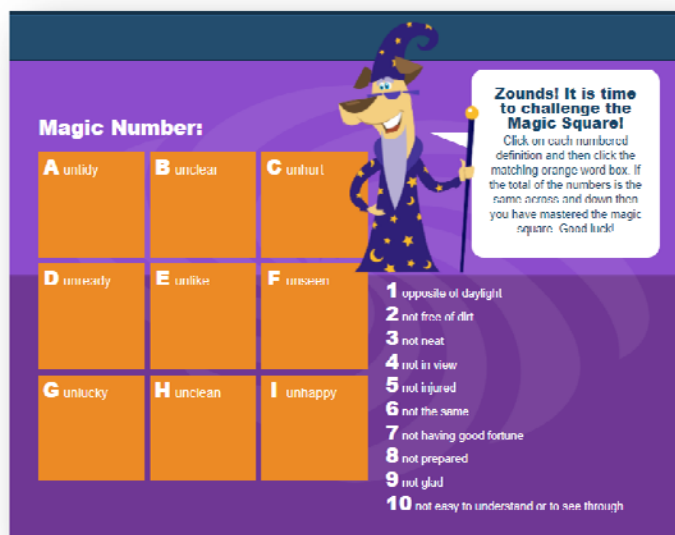 Zounds! It is time
to challenge the
Magic Square!
Click on each numbered
definition and then click the
matching orange word box. If
the total of the numbers is the
same across and down then
you have mastered the magic
square. Good luck!
Magic Number:
A untidy
B unclear
C unhurt
D unready
E unlike
F unseen
G unlucky
H unclean
I unhappy
1 opposite of daylight
2 not free of dirt
3 not neat
4 not in view
5 not injured
6 not the same
7 not having good fortune
8 not prepared
9 not glad
10 not easy to understand or to see through